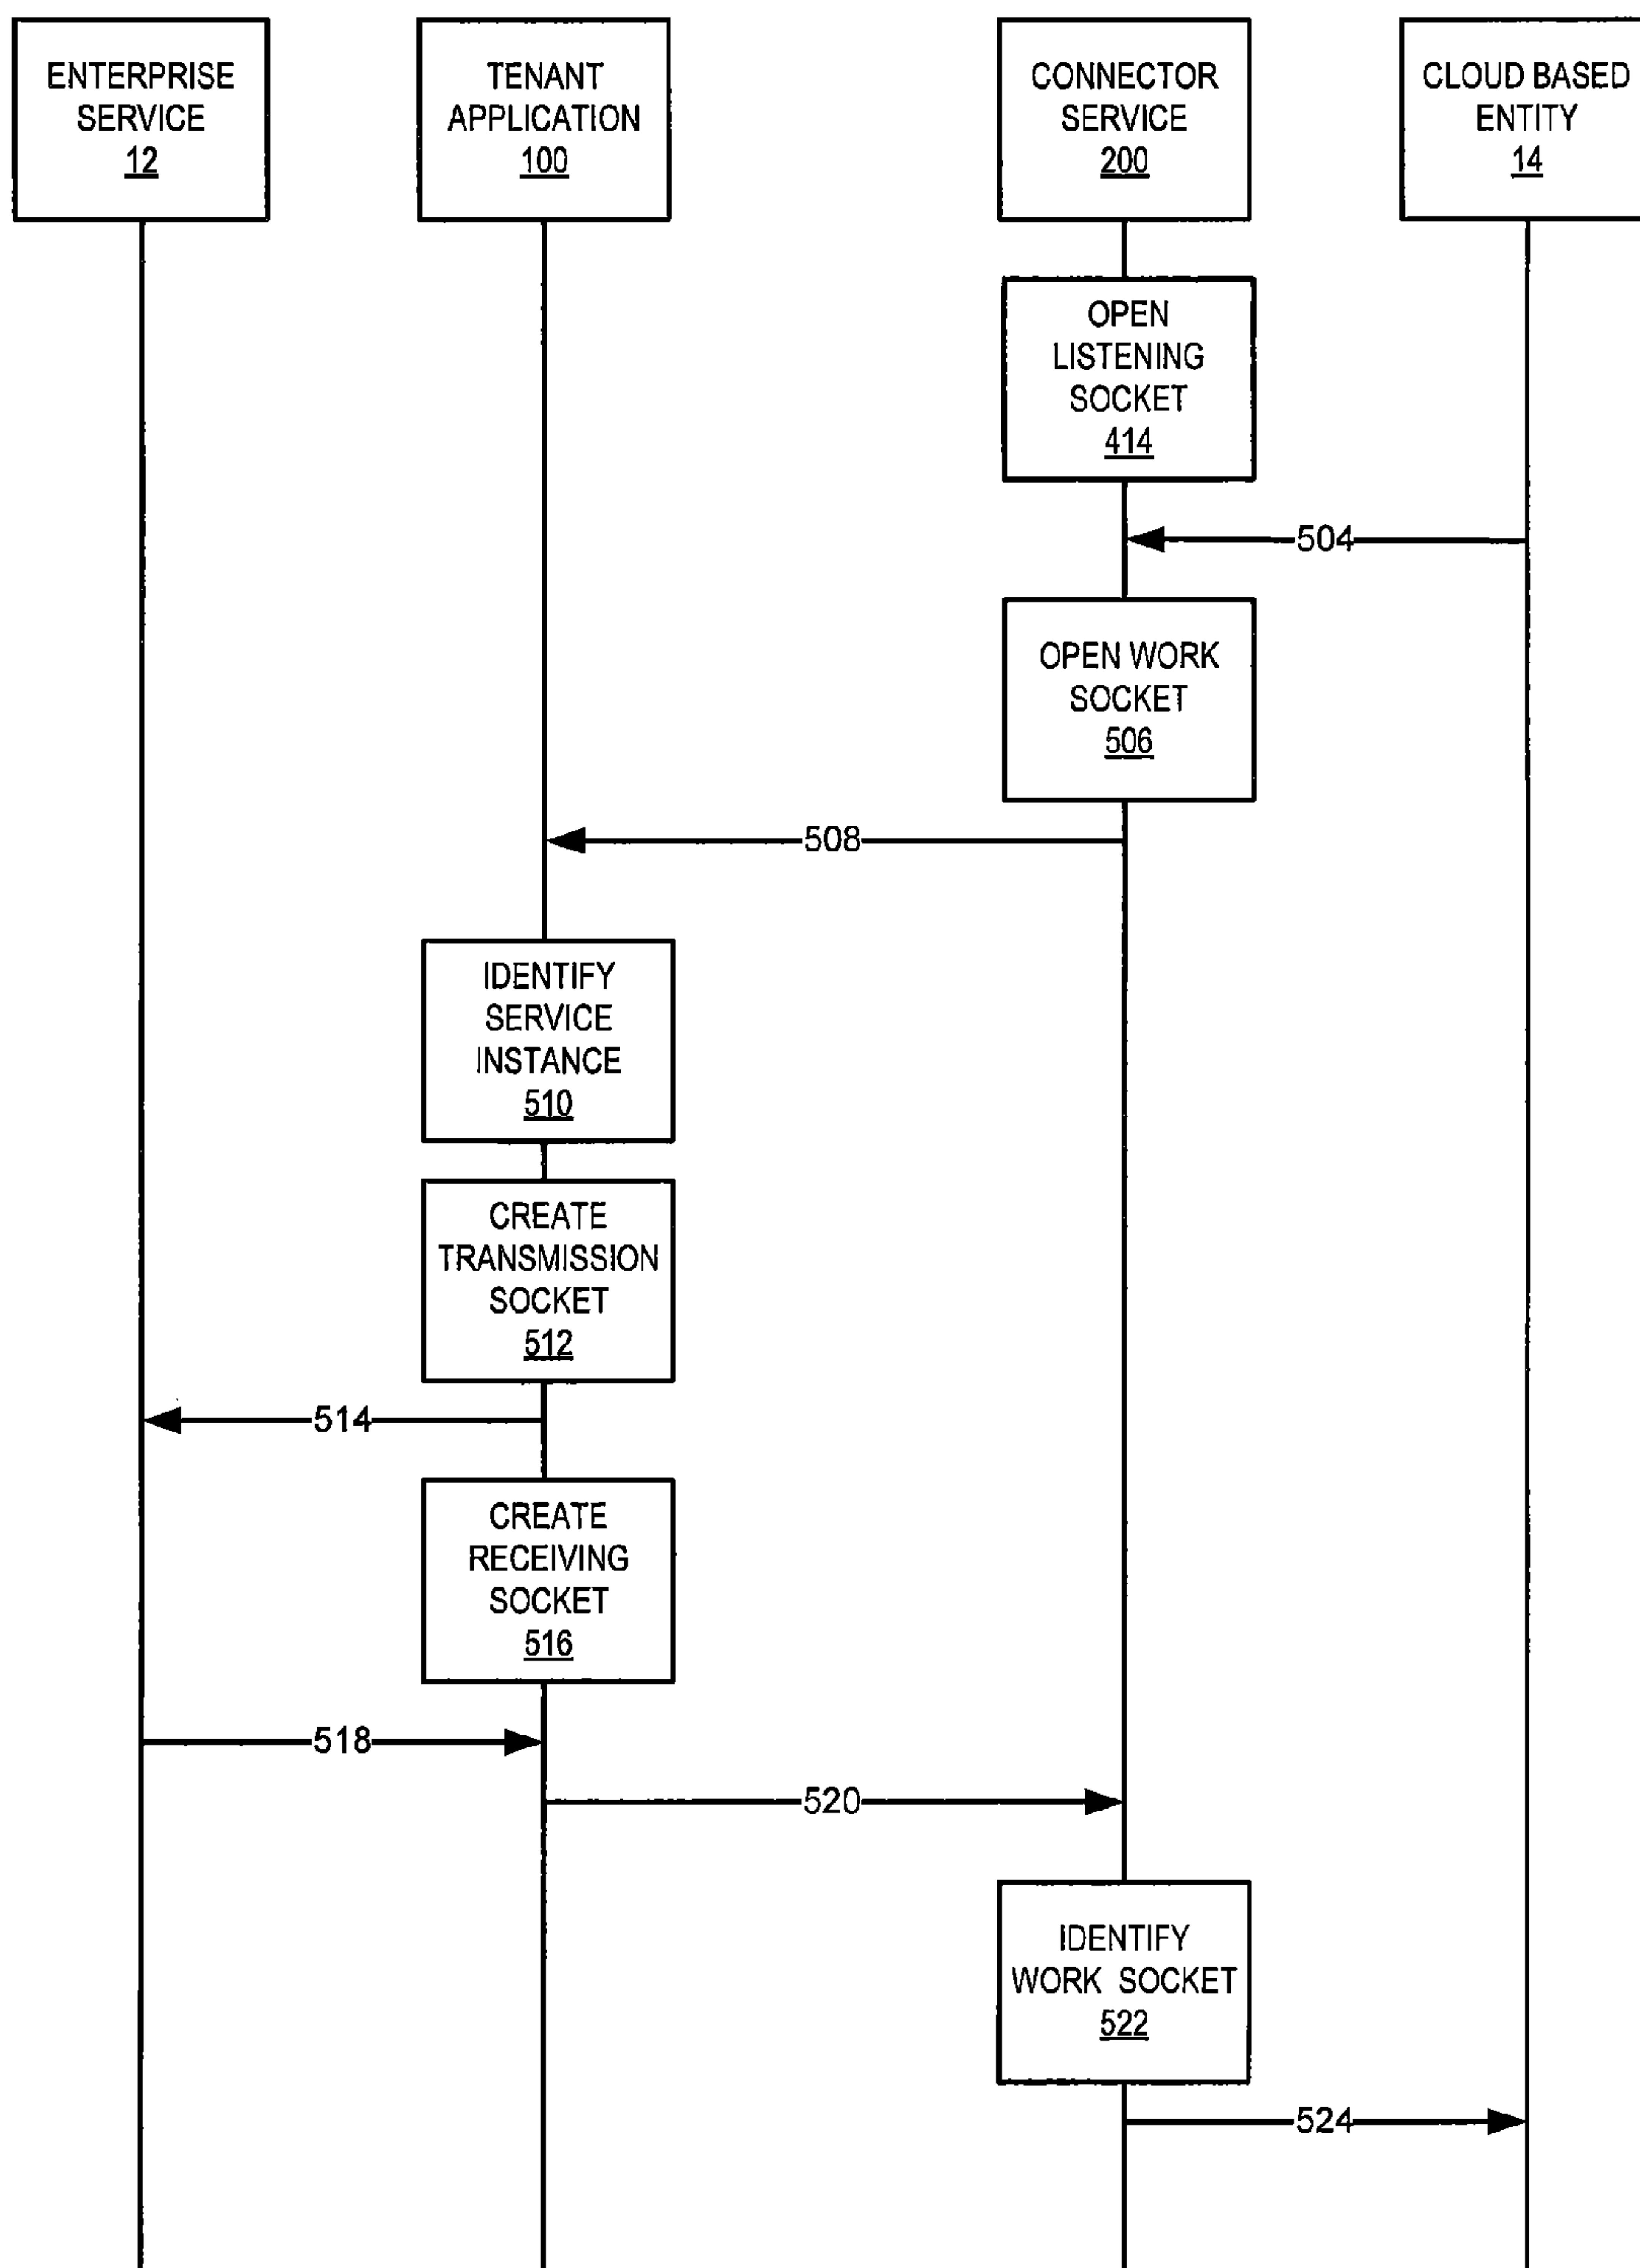 ENTERPRISE
SERVICE
12
TENANT
APPLICATION
100
CONNECTOR
SERVICE
200
CLOUD BASED
ENTITY
14
OPEN
LISTENING
SOCKET
414
504
OPEN WORK
SOCKET
506
508
IDENTIFY
SERVICE
INSTANCE
510
CREATE
TRANSMISSION
SOCKET
512
514
CREATE
RECEIVING
SOCKET
516
518
520
IDENTIFY
WORK SOCKET
522
524